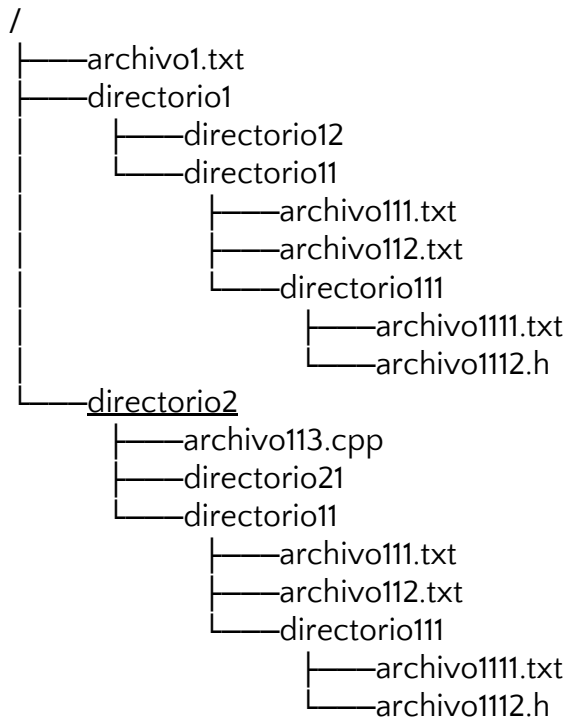 /
├───archivo1.txt
├───directorio1
│   ├───directorio12
│   └───directorio11
│       ├───archivo111.txt
│       ├───archivo112.txt
│       └───directorio111
│           ├───archivo1111.txt
│           └───archivo1112.h
└───directorio2
    ├───archivo113.cpp
    ├───directorio21
    └───directorio11
        ├───archivo111.txt
        ├───archivo112.txt
        └───directorio111
            ├───archivo1111.txt
            └───archivo1112.h